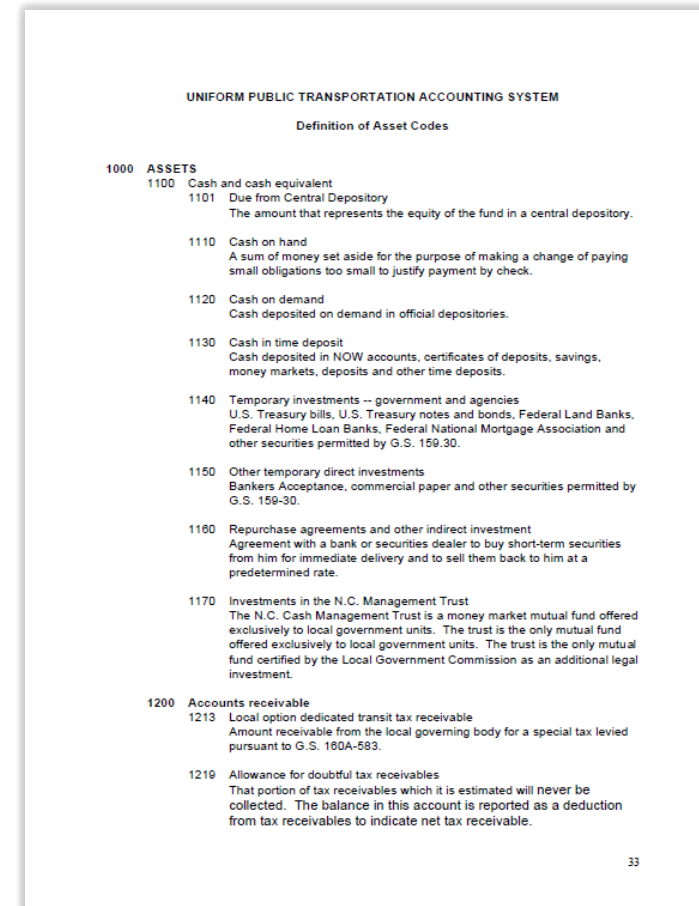 UNIFORM PUBLIC TRANSPORTATION ACCOUNTING SYSTEM
Definition of Asset Codes
1000 ASSETS
1100 Cash and cash equivalent
1101 Due from Central Depository
The amount that represents the equity of the fund in a central depository.
1110 Cash on hand
A sum of money set aside for the purpose of making a change of paying
small obligations too small to justify payment by check.
1120 Cash on demand
Cash deposited on demand in official depositories.
1130 Cash in time deposit
Cash deposited in NOW accounts, certificates of deposits, savings,
money markets, deposits and other time deposits.
1140 Temporary investments -- government and agencies
U.S. Treasury bills, U.S. Treasury notes and bonds, Federal Land Banks,
Federal Home Loan Banks, Federal National Mortgage Association and
other securities permitted by G.S. 159.30.
1150 Other temporary direct investments
Bankers Acceptance, commercial paper and other securities permitted by
G.S. 159-30.
1160 Repurchase agreements and other indirect investment
Agreement with a bank or securities dealer to buy short-term securities
from him for immediate delivery and to sell them back to him at a
predetermined rate.
1170 Investments in the N.C. Management Trust
The N.C. Cash Management Trust is a money market mutual fund offered
exclusively to local government units. The trust is the only mutual fund
offered exclusively to local government units. The trust is the only mutual
fund certified by the Local Government Commission as an additional legal
investment.
1200 Accounts receivable
1213 Local option dedicated transit tax receivable
Amount receivable from the local governing body for a special tax levied
pursuant to G.S. 160A-583.
1219 Allowance for doubtful tax receivables
That portion of tax receivables which it is estimated will never be
collected. The balance in this account is reported as a deduction
from tax receivables to indicate net tax receivable.
33